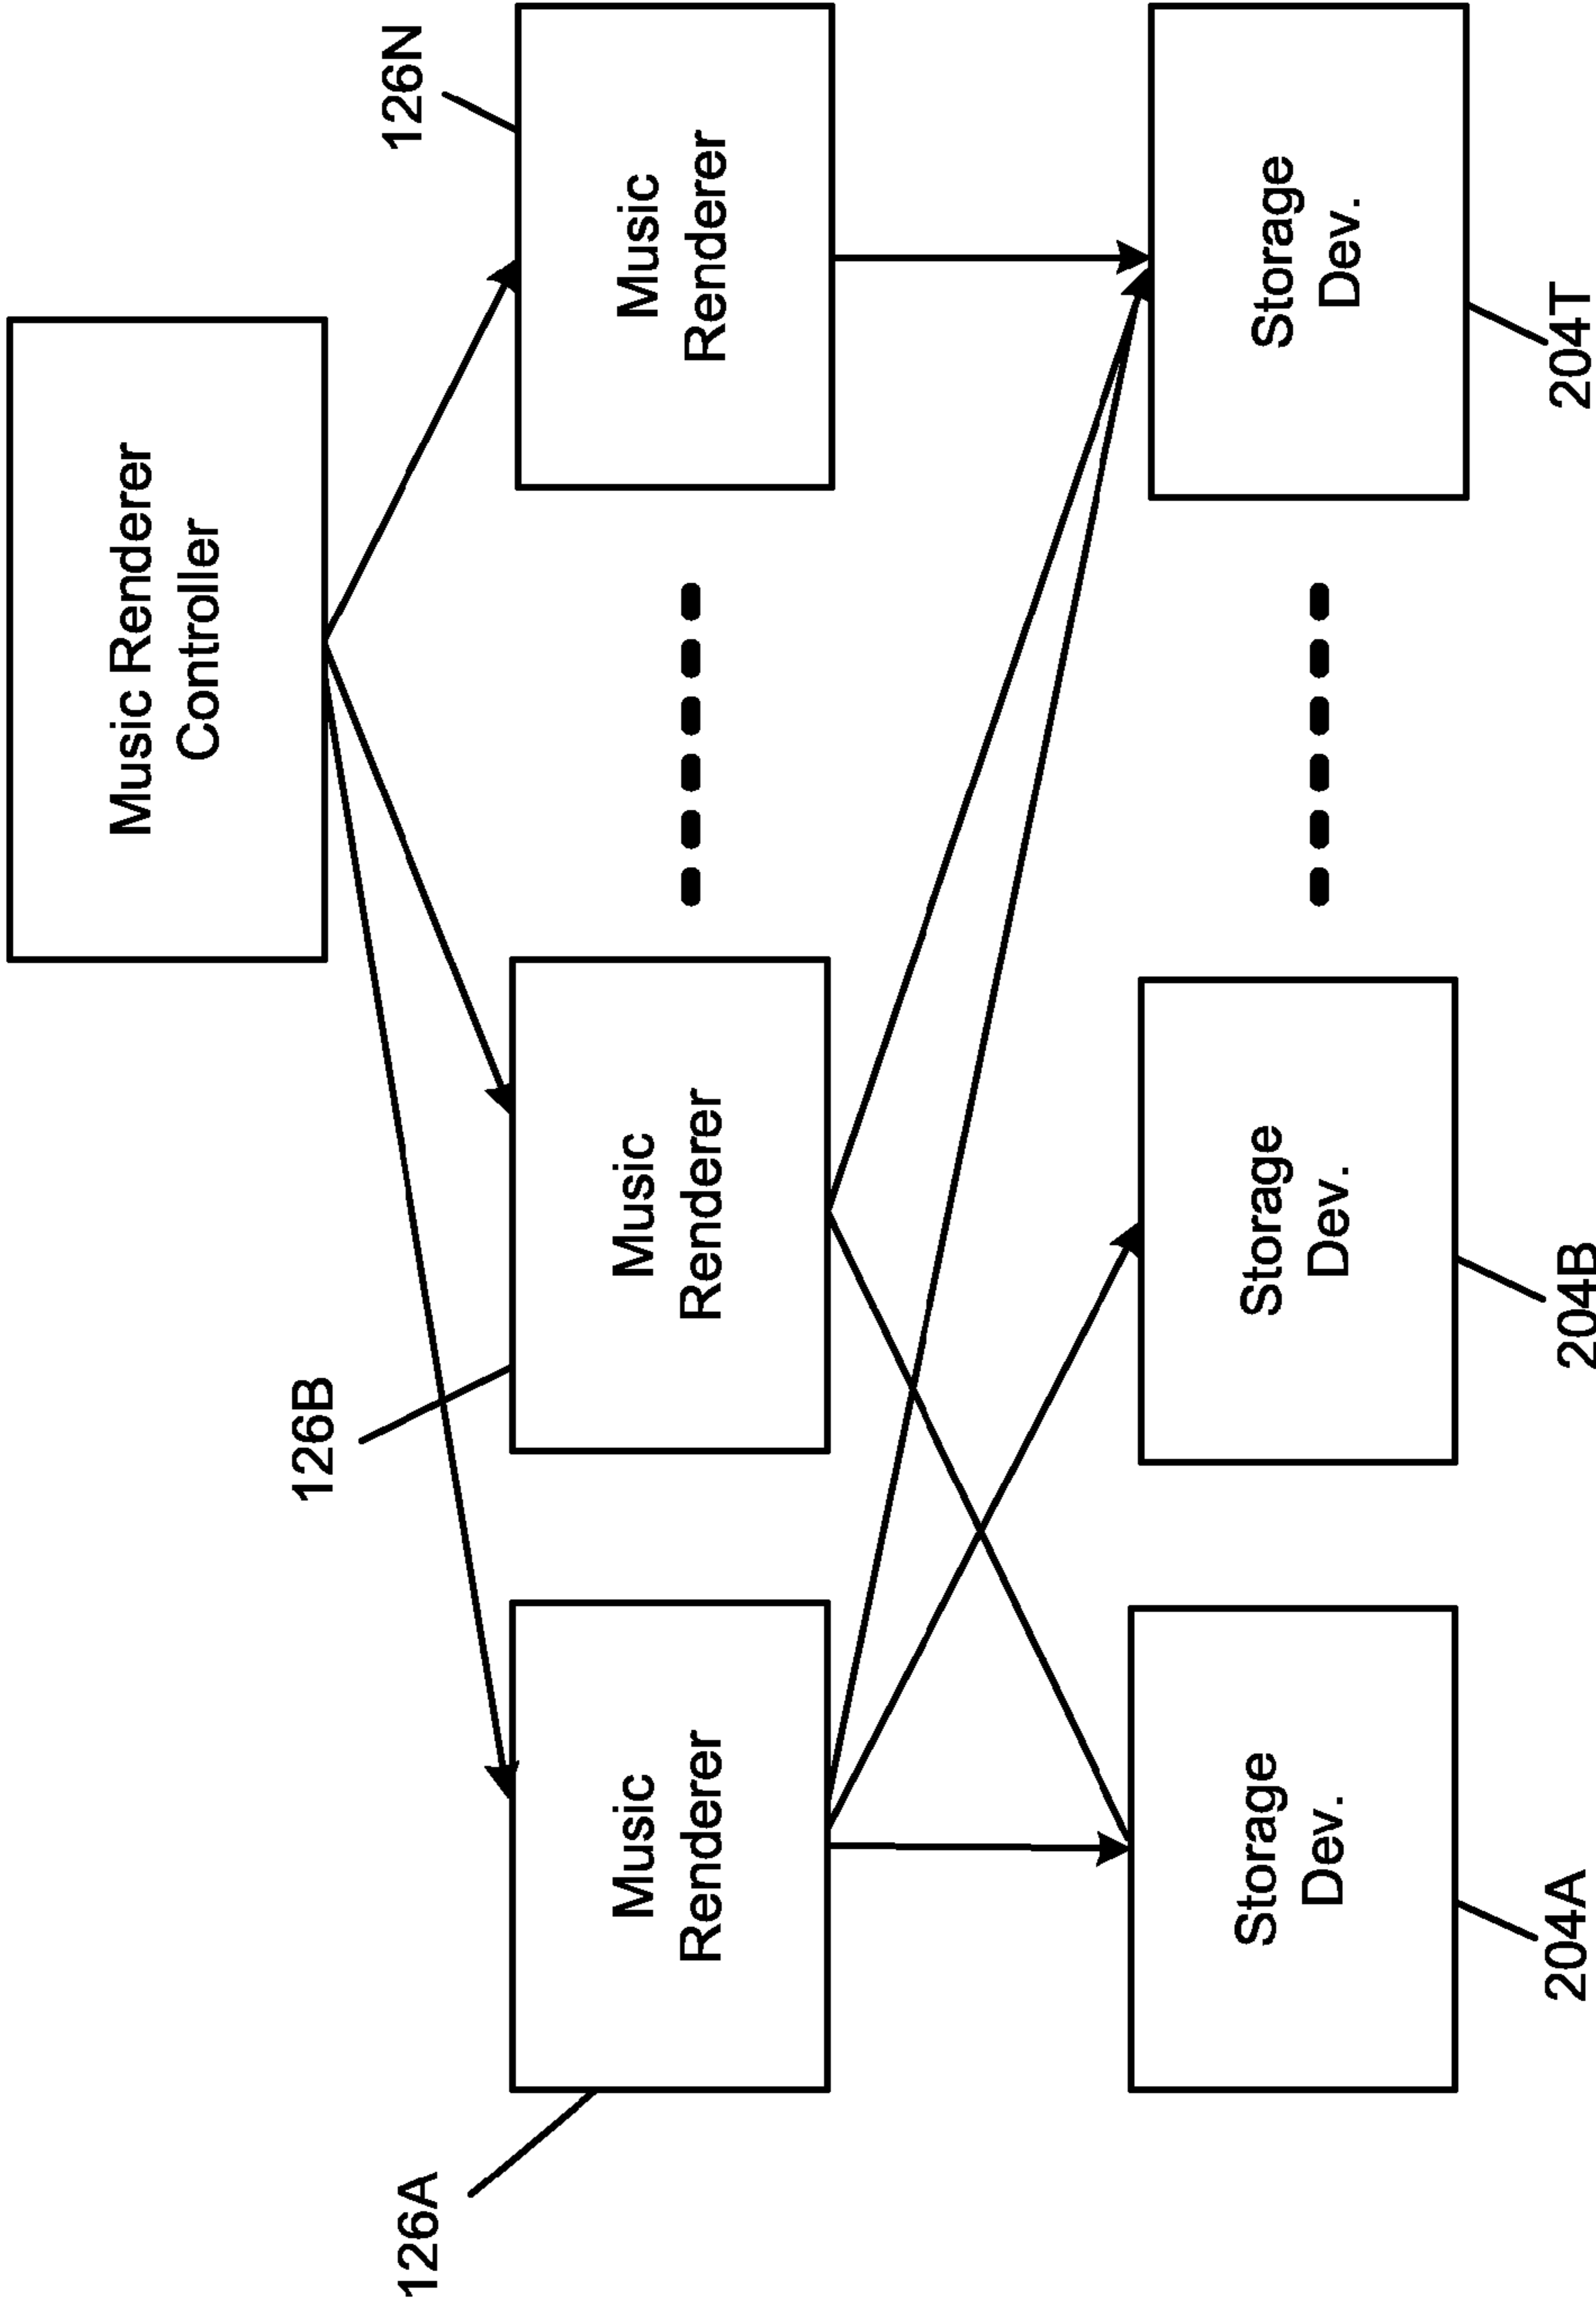 Music Renderer
Controller
126A
126B
126N
Music
Renderer
Music
Renderer
Music
Renderer
Storage
Dev.
Storage
Dev.
Storage
Dev.
204A
204B
204T